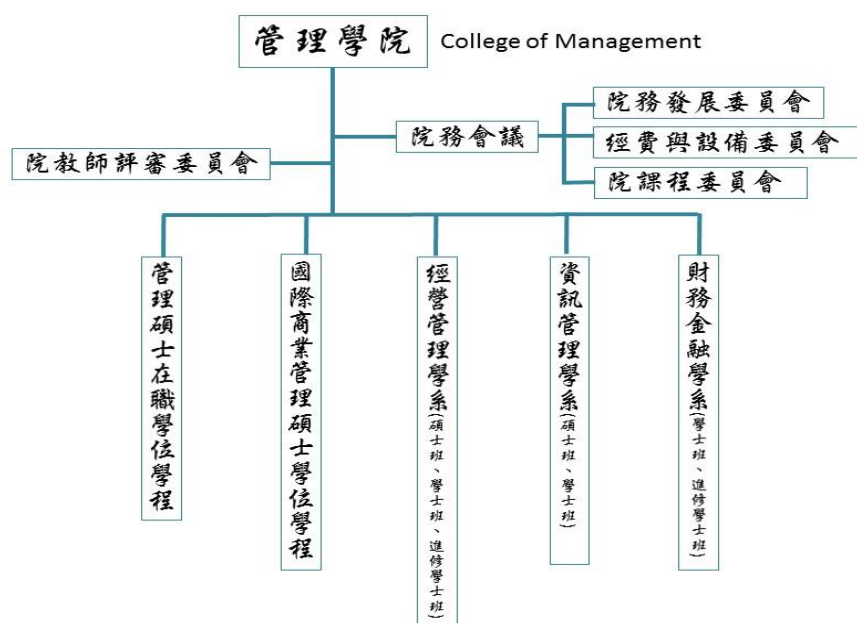 管理學院 College of Management
院務發展委員會
院務會議
經費與設備委員會
院教師評審委員會
院課程委員會
管理碩士在職學位學程
國際商業管理碩士學位學程
經營管理學系(碩士班、學士班、進修學士班)
資訊管理學系(碩士班、學士班)
財務金融學系(學士班、進修學士班)